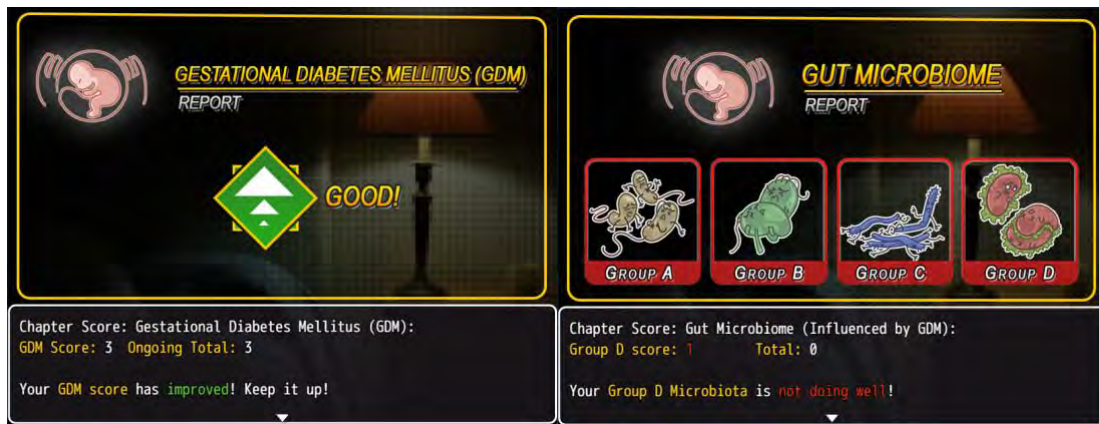 GESTATIONAL DIABETES MELLITUS (GDM)
REPORT
GOOD!
Chapter Score: Gestational Diabetes Mellitus (GDM):
GDM Score: 3 Ongoing Total: 3
Your GDM score has improved! Keep it up!
GUT MICROBIOME
REPORT
GROUP A
GROUP B
GROUP C
GROUP D
Chapter Score: Gut Microbiome (Influenced by GDM):
Group D score: 1 Total: 0
Your Group D Microbiota is not doing well!